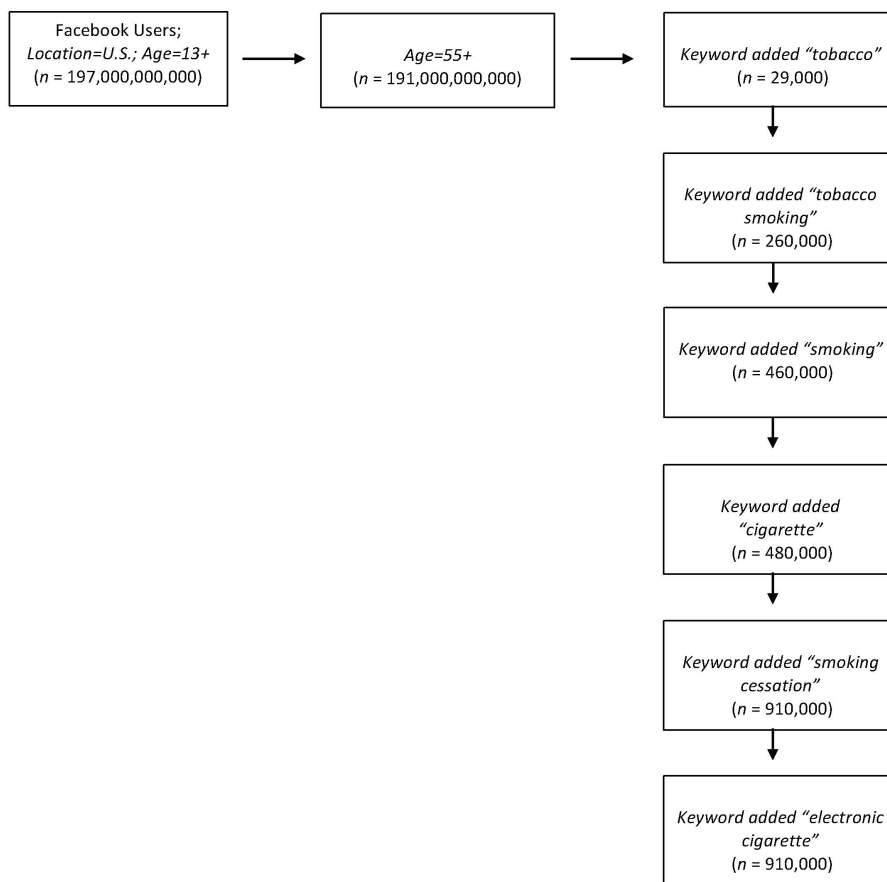 Facebook Users;
Location=U.S.; Age=13+
(n = 197,000,000,000)
Age=55+
(n = 191,000,000,000)
Keyword added “tobacco”
(n = 29,000)
Keyword added “tobacco
smoking”
(n = 260,000)
Keyword added “smoking”
(n = 460,000)
Keyword added
“cigarette”
(n = 480,000)
Keyword added “smoking
cessation”
(n = 910,000)
Keyword added “electronic
cigarette”
(n = 910,000)